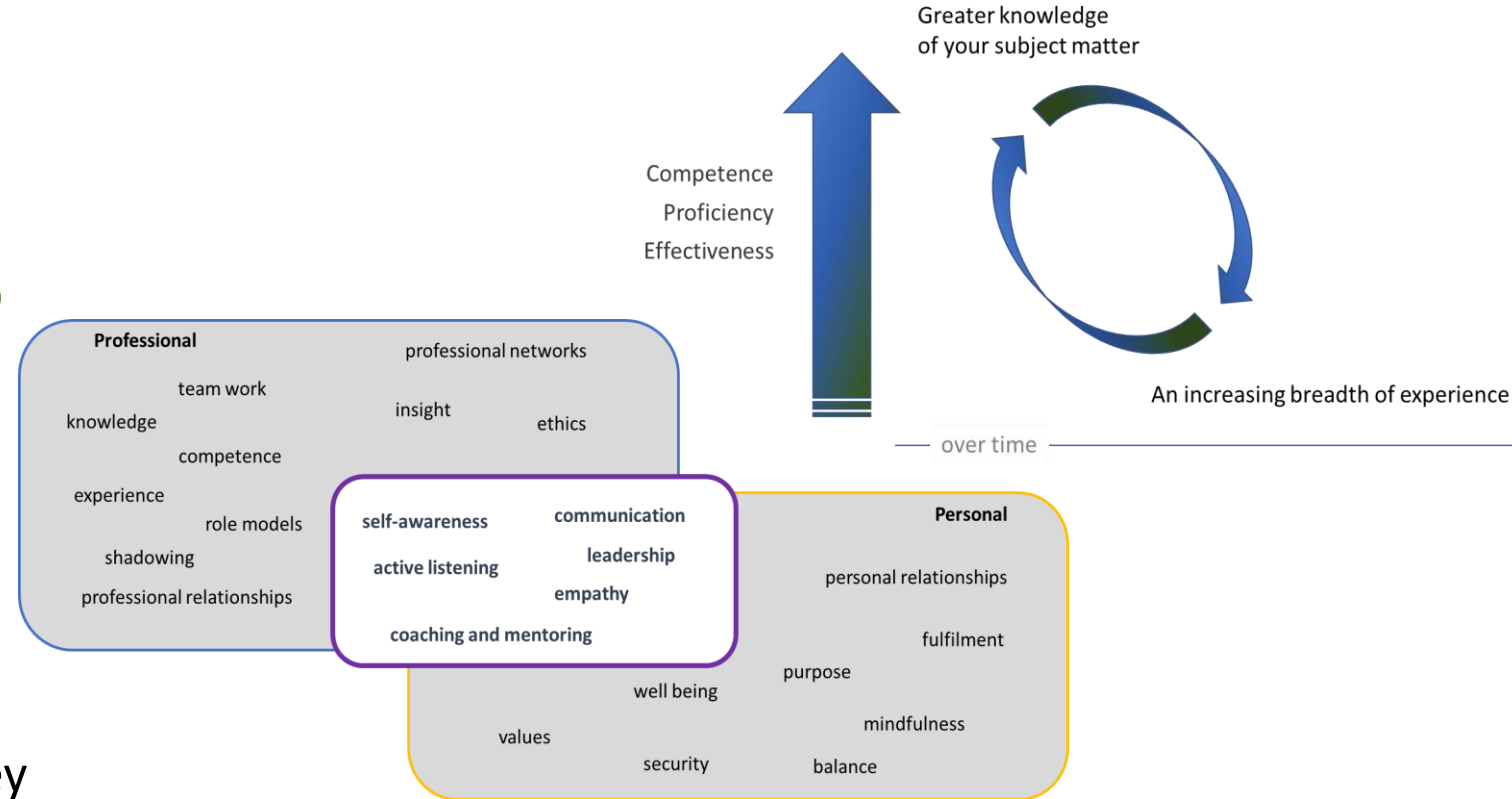 Greater knowledge
of your subject matter
Competence
Proficiency
Effectiveness
An increasing breadth of experience
over time
Professional
professional networks
team work
insight
knowledge
ethics
competence
experience
role models
shadowing
professional relationships
self-awareness
communication
leadership
active listening
empathy
coaching and mentoring
Personal
personal relationships
fulfilment
purpose
well being
mindfulness
values
security
balance